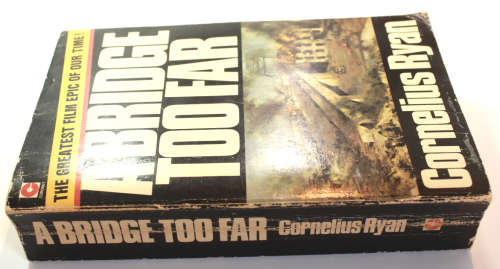 THE GREATEST FILM EPIC OF OUR TIME!
A BRIDGE
TOO FAR
Cornelius Ryan
A BRIDGE TOO FAR Cornelius Ryan